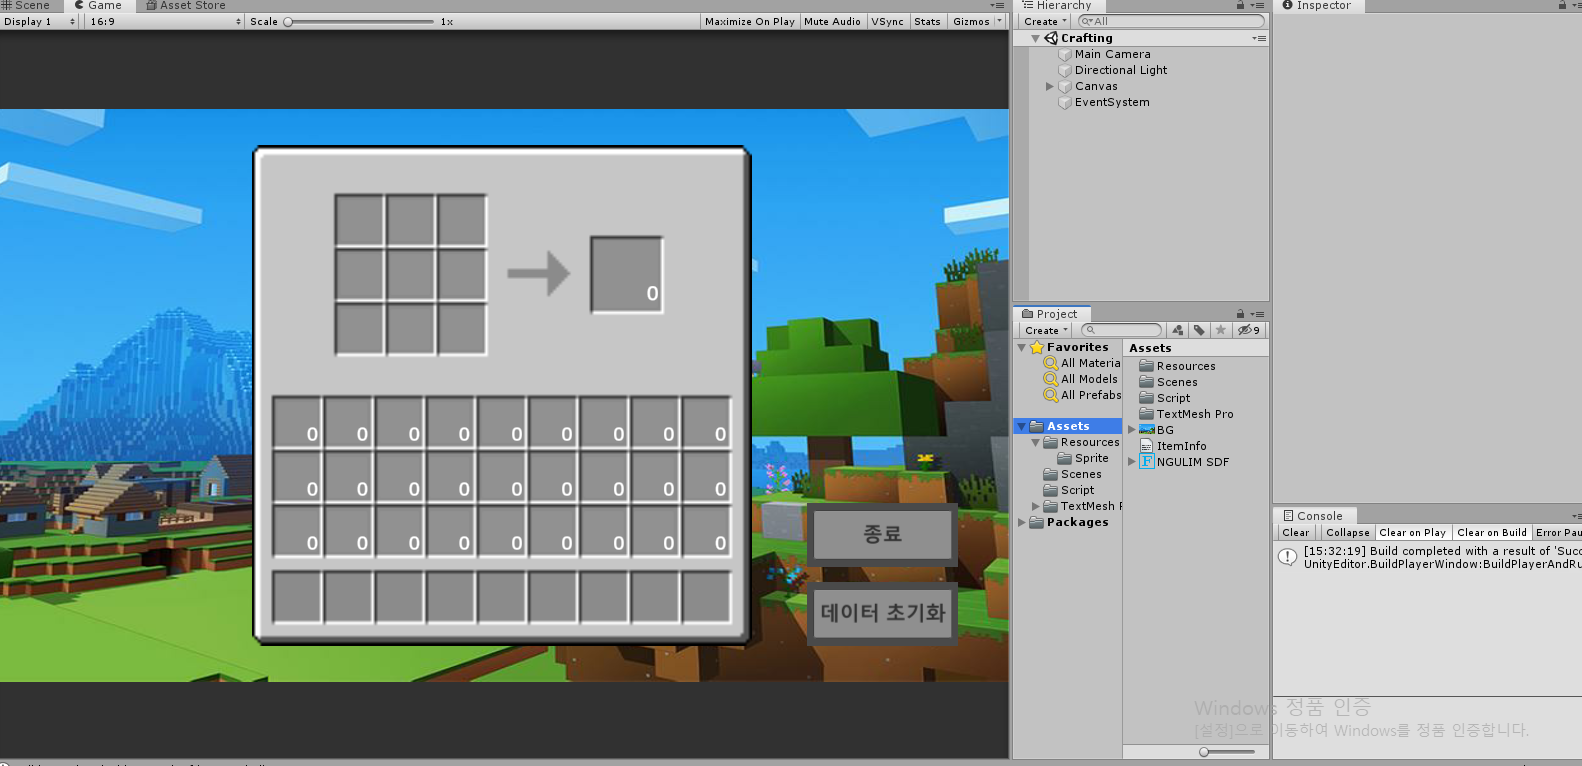 Scene Game Asset Store
Display 1 16:9 Scale 1x Maximize On Play Mute Audio VSync Stats Gizmos
0
0 0 0 0 0 0 0 0 0
0 0 0 0 0 0 0 0 0
0 0 0 0 0 0 0 0 0
종료
데이터 초기화
Hierarchy
Create All
Crafting
Main Camera
Directional Light
Canvas
EventSystem
Project
Create 9
Favorites
All Materia
All Models
All Prefabs
Assets
Resources
Sprite
Scenes
Script
TextMesh P
Packages
Assets
Resources
Scenes
Script
TextMesh Pro
BG
ItemInfo
NGULIM SDF
Inspector
Console
Clear Collapse Clear on Play Clear on Build Error Pau
[15:32:19] Build completed with a result of 'Succ
UnityEditor.BuildPlayerWindow:BuildPlayerAndRu
Windows 정품 인증
[설정]으로 이동하여 Windows를 정품 인증합니다.